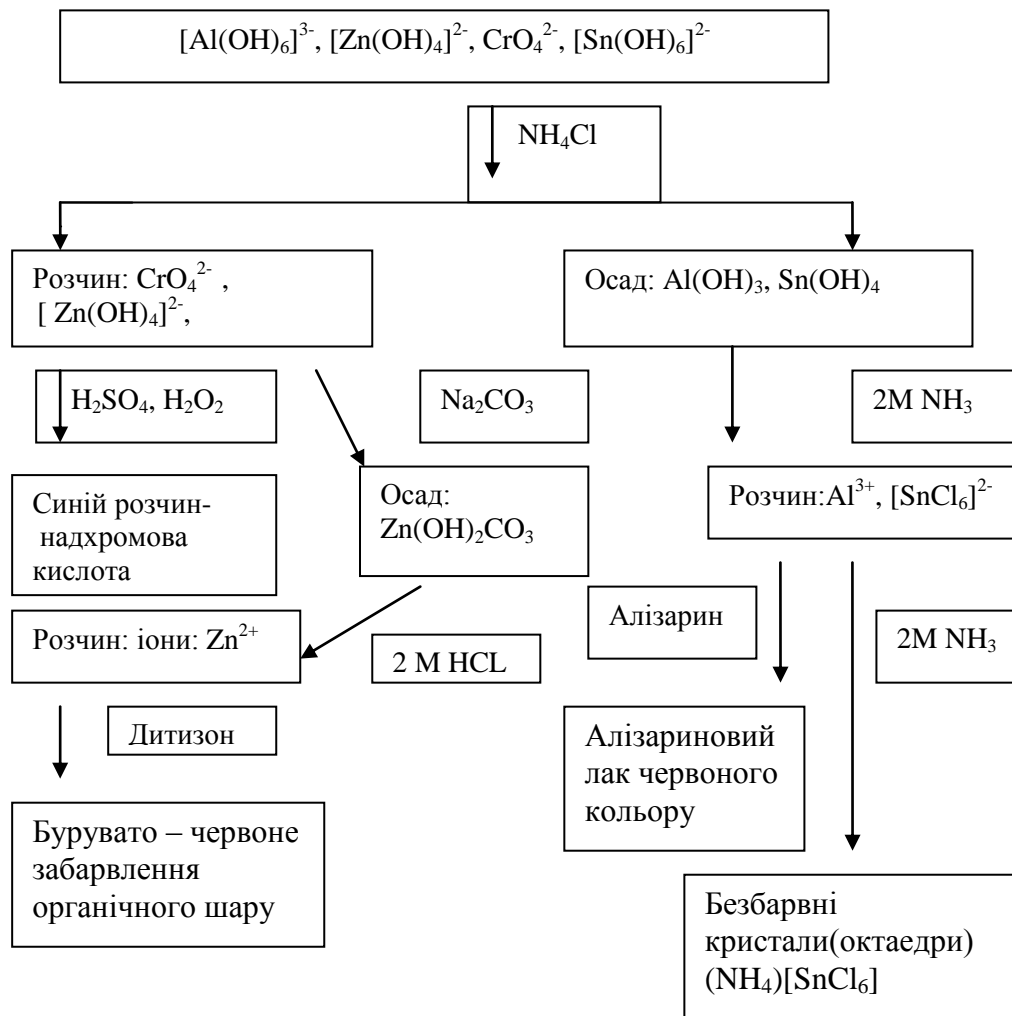 [Al(OH)₆]³⁻, [Zn(OH)₄]²⁻, CrO₄²⁻, [Sn(OH)₆]²⁻
NH₄Cl
Розчин: CrO₄²⁻ ,
[ Zn(OH)₄]²⁻,
Осад: Al(OH)₃, Sn(OH)₄
H₂SO₄, H₂O₂
Na₂CO₃
2М NH₃
Синій розчин-
надхромова
кислота
Осад:
Zn(OH)₂CO₃
Розчин:Al³⁺, [SnCl₆]²⁻
Розчин: іони: Zn²⁺
2 М HCL
Алізарин
2М NH₃
Дитизон
Алізариновий
лак червоного
кольору
Бурувато – червоне
забарвлення
органічного шару
Безбарвні
кристали(октаедри)
(NH₄)[SnCl₆]